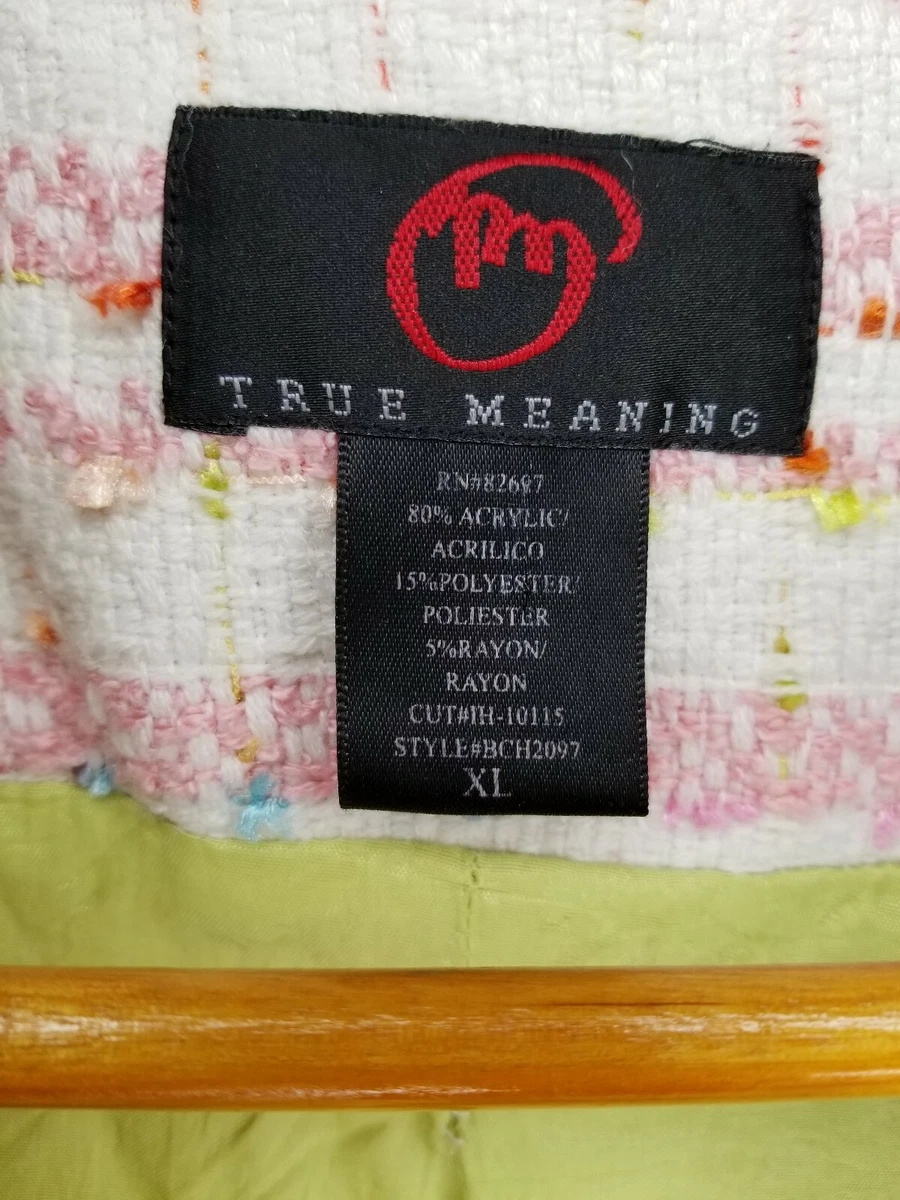 TRUE MEANING
RN#82697
80% ACRYLIC/
ACRILICO
15%POLYESTER/
POLIESTER
5%RAYON/
RAYON
CUT#IH-10115
STYLE#BCH2097
XL